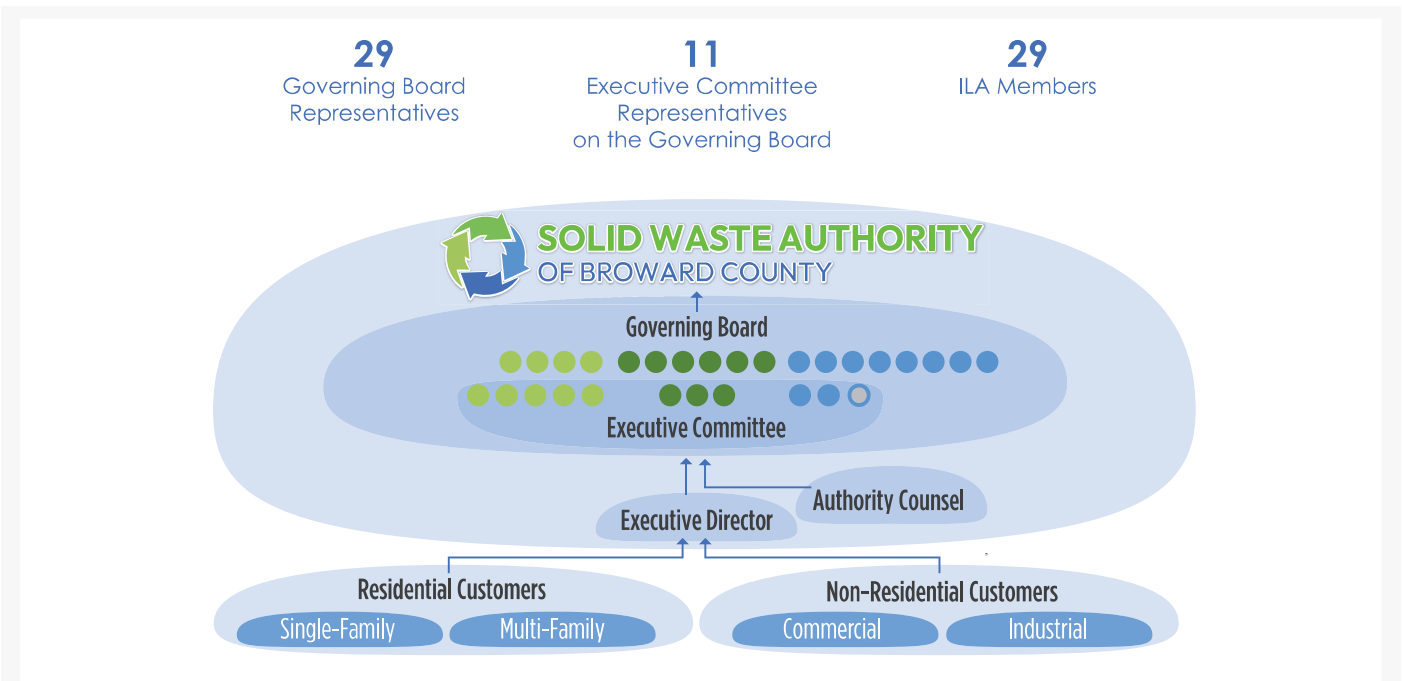 29
Governing Board
Representatives
11
Executive Committee
Representatives
on the Governing Board
29
ILA Members
SOLID WASTE AUTHORITY
OF BROWARD COUNTY
Governing Board
Executive Committee
Authority Counsel
Executive Director
Residential Customers
Single-Family
Multi-Family
Non-Residential Customers
Commercial
Industrial